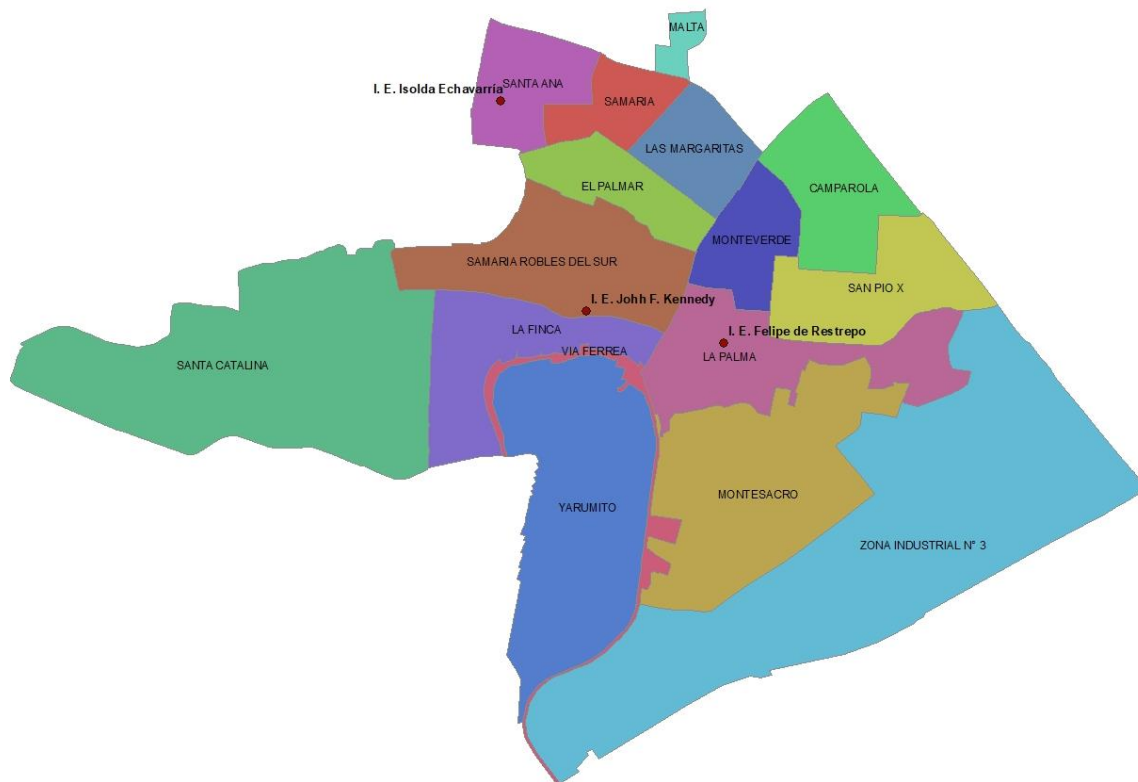 MALTA
SANTA ANA
I. E. Isolda Echavarría
SAMARIA
LAS MARGARITAS
EL PALMAR
CAMPAROLA
MONTEVERDE
SAMARIA ROBLES DEL SUR
SAN PIO X
I. E. Johh F. Kennedy
LA FINCA
I. E. Felipe de Restrepo
VIA FERREA
LA PALMA
SANTA CATALINA
MONTESACRO
YARUMITO
ZONA INDUSTRIAL N° 3